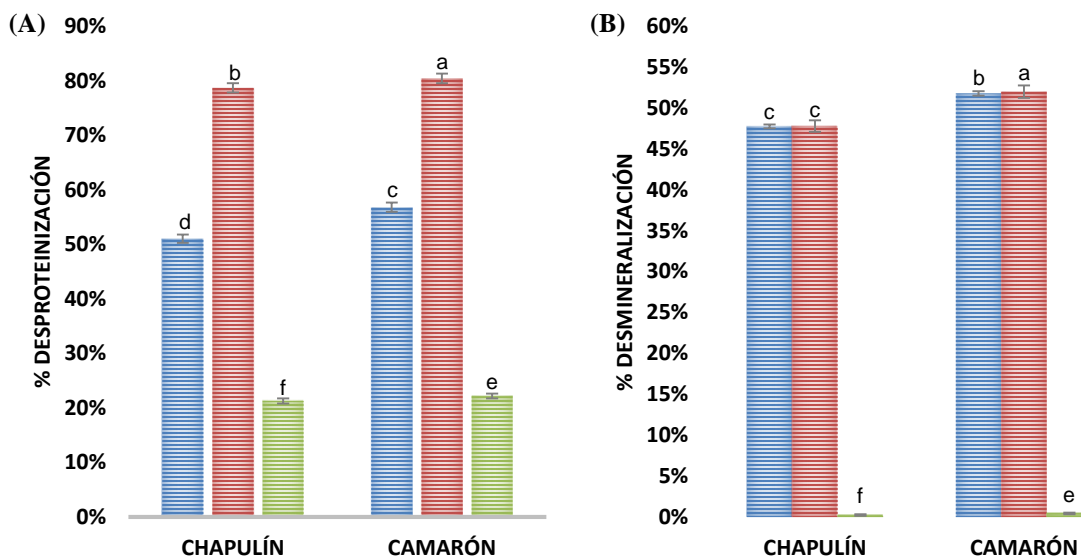 (A)
90%
80%
70%
60%
50%
40%
30%
20%
10%
0%
% DESPROTEINIZACIÓN
d
b
f
c
a
e
CHAPULÍN
CAMARÓN
(B)
60%
55%
50%
45%
40%
35%
30%
25%
20%
15%
10%
5%
0%
% DESMINERALIZACIÓN
c
c
f
b
a
e
CHAPULÍN
CAMARÓN